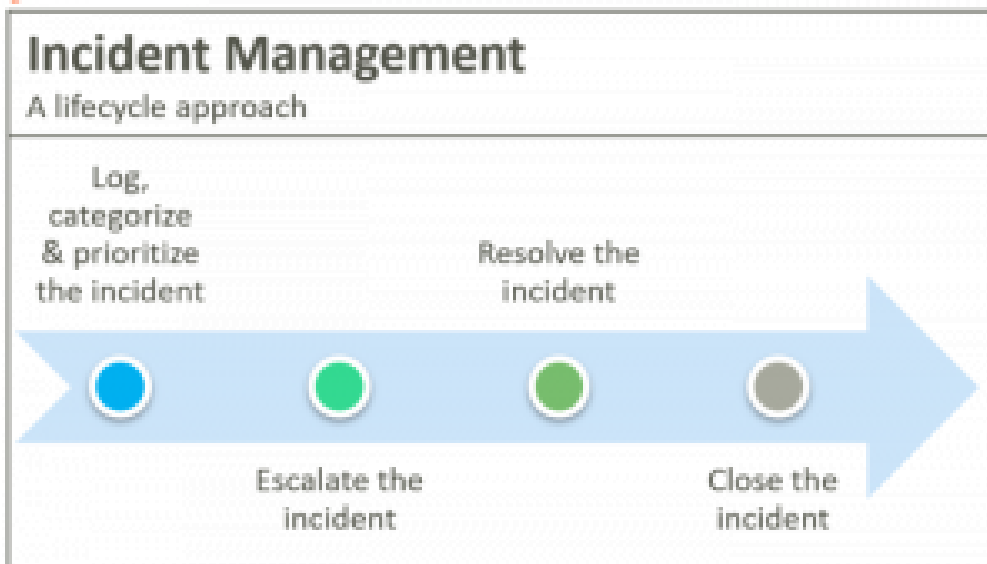 Incident Management
A lifecycle approach
Log,
categorize
& prioritize
the incident
Escalate the
incident
Resolve the
incident
Close the
incident